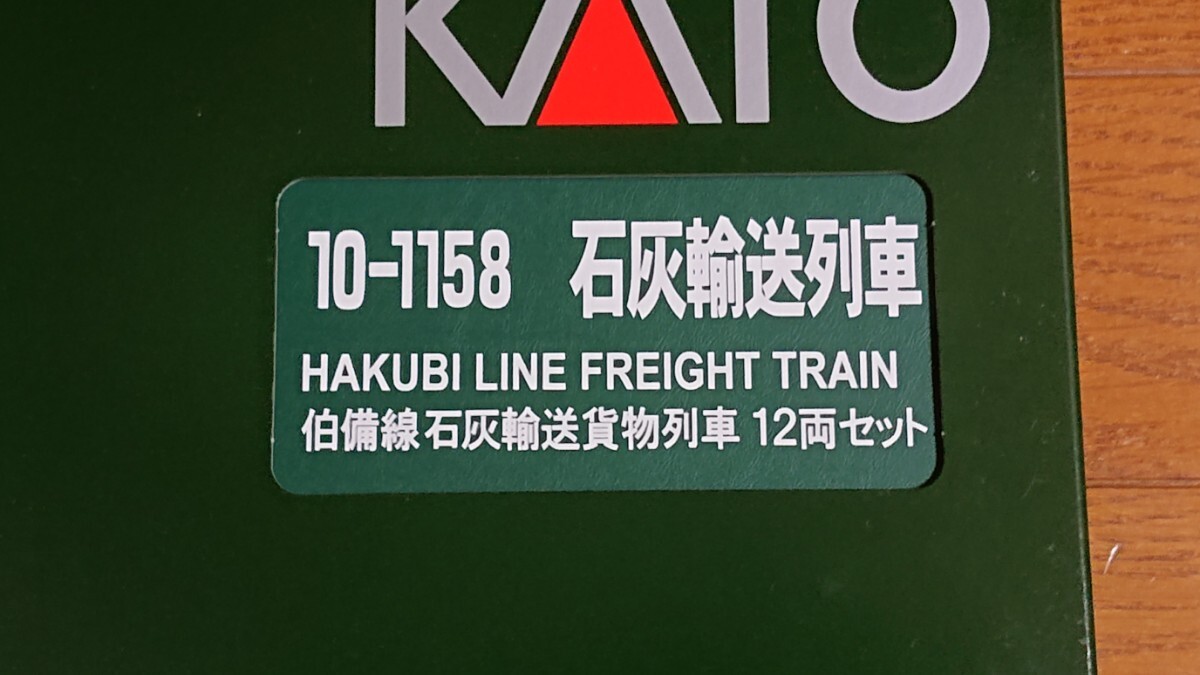 KATO
10-1158 石灰輸送列車
HAKUBI LINE FREIGHT TRAIN
伯備線石灰輸送貨物列車 12両セット